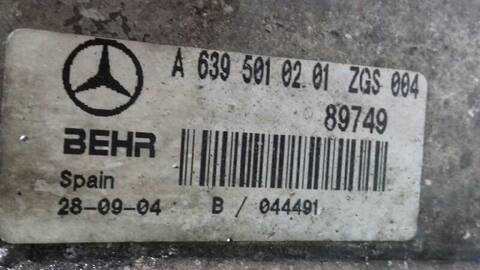 A 639 501 02 01 ZGS 004
89749
BEHR
Spain
28-09-04 B / 044491